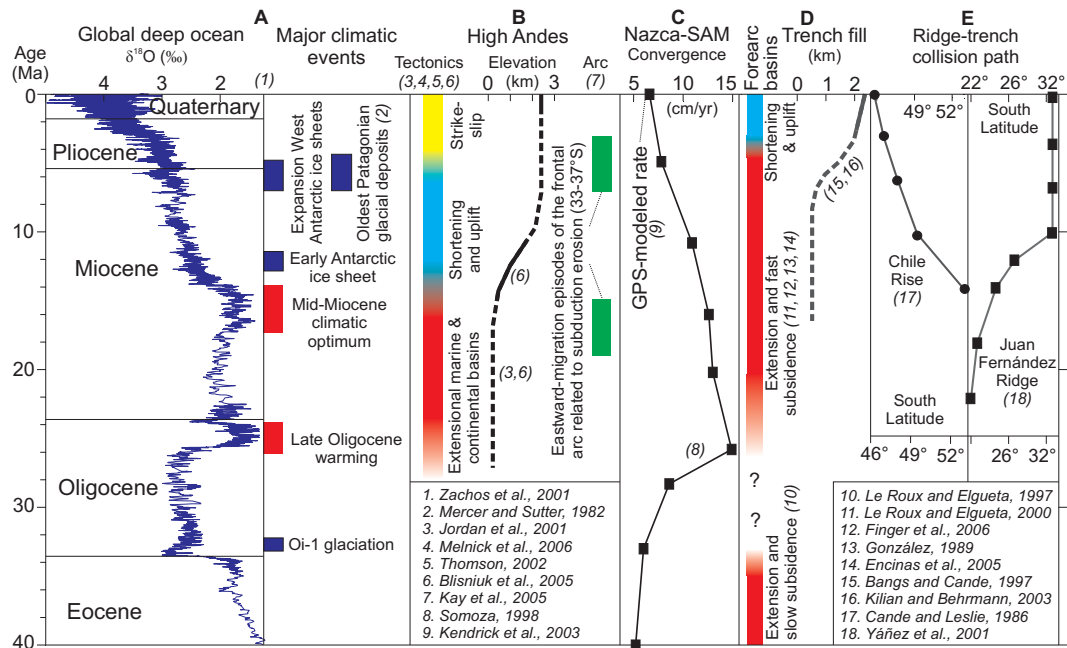 A
B
C
D
E
Global deep ocean
δ18O (‰)
(1)
Age
(Ma)
4
3
2
Major climatic
events
High Andes
Tectonics
(3,4,5,6)
Elevation
(km)
0
2
Arc
(7)
Nazca-SAM
Convergence
5
10
15
(cm/yr)
Forearc
basins
Trench fill
(km)
0
1
2
Ridge-trench
collision path
49° 52°
22°
26°
32°
0
10
20
30
40
Quaternary
Pliocene
Miocene
Oligocene
Eocene
4
3
2
Expansion West
Antarctic ice sheets
Oldest Patagonian
glacial deposits (2)
Early Antarctic
ice sheet
Mid-Miocene
climatic
optimum
Late Oligocene
warming
Oi-1 glaciation
Strike-
slip
Shortening
and uplift
Extensional marine &
continental basins
(6)
(3,6)
Eastward-migration episodes of the frontal
arc related to subduction erosion (33-37°S)
GPS-modeled rate
(9)
(8)
Shortening
& uplift
Extension and fast
subsidence (11,12,13,14)
?
?
Extension and
slow subsidence (10)
(15,16)
Chile
Rise
(17)
South
Latitude
46°
49°
52°
South
Latitude
Juan
Fernández
Ridge
(18)
26°
32°
1. Zachos et al., 2001
2. Mercer and Sutter, 1982
3. Jordan et al., 2001
4. Melnick et al., 2006
5. Thomson, 2002
6. Blisniuk et al., 2005
7. Kay et al., 2005
8. Somoza, 1998
9. Kendrick et al., 2003
10. Le Roux and Elgueta, 1997
11. Le Roux and Elgueta, 2000
12. Finger et al., 2006
13. González, 1989
14. Encinas et al., 2005
15. Bangs and Cande, 1997
16. Kilian and Behrmann, 2003
17. Cande and Leslie, 1986
18. Yáñez et al., 2001